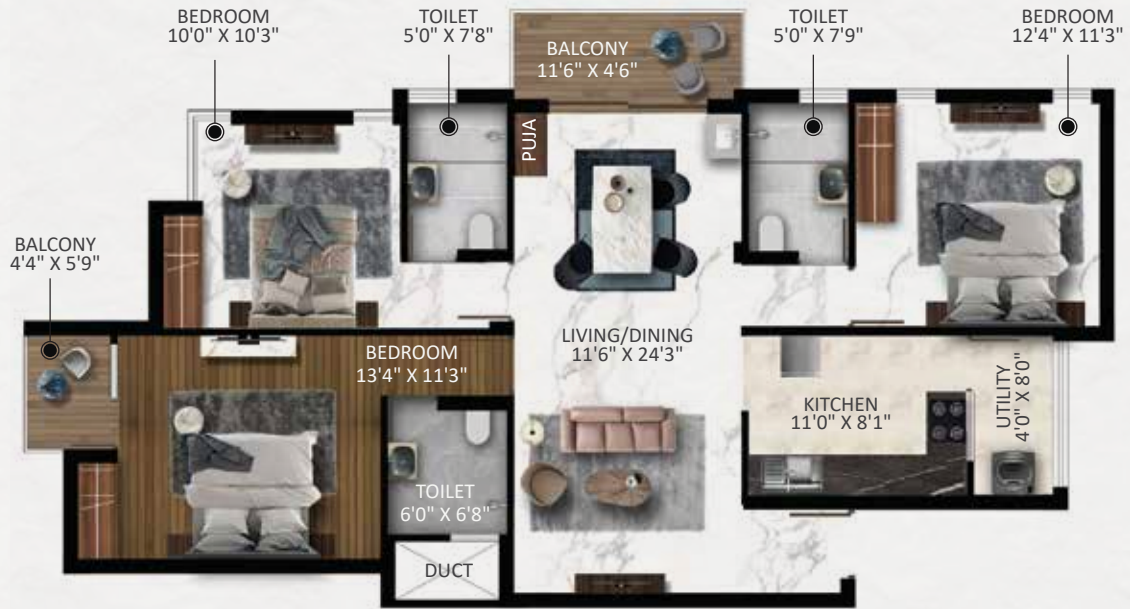 BEDROOM
10'0" X 10'3"
TOILET
5'0" X 7'8"
BALCONY
11'6" X 4'6"
TOILET
5'0" X 7'9"
BEDROOM
12'4" X 11'3"
PUJA
BALCONY
4'4" X 5'9"
LIVING/DINING
11'6" X 24'3"
BEDROOM
13'4" X 11'3"
KITCHEN
11'0" X 8'1"
UTILITY
4'0" X 8'0"
TOILET
6'0" X 6'8"
DUCT